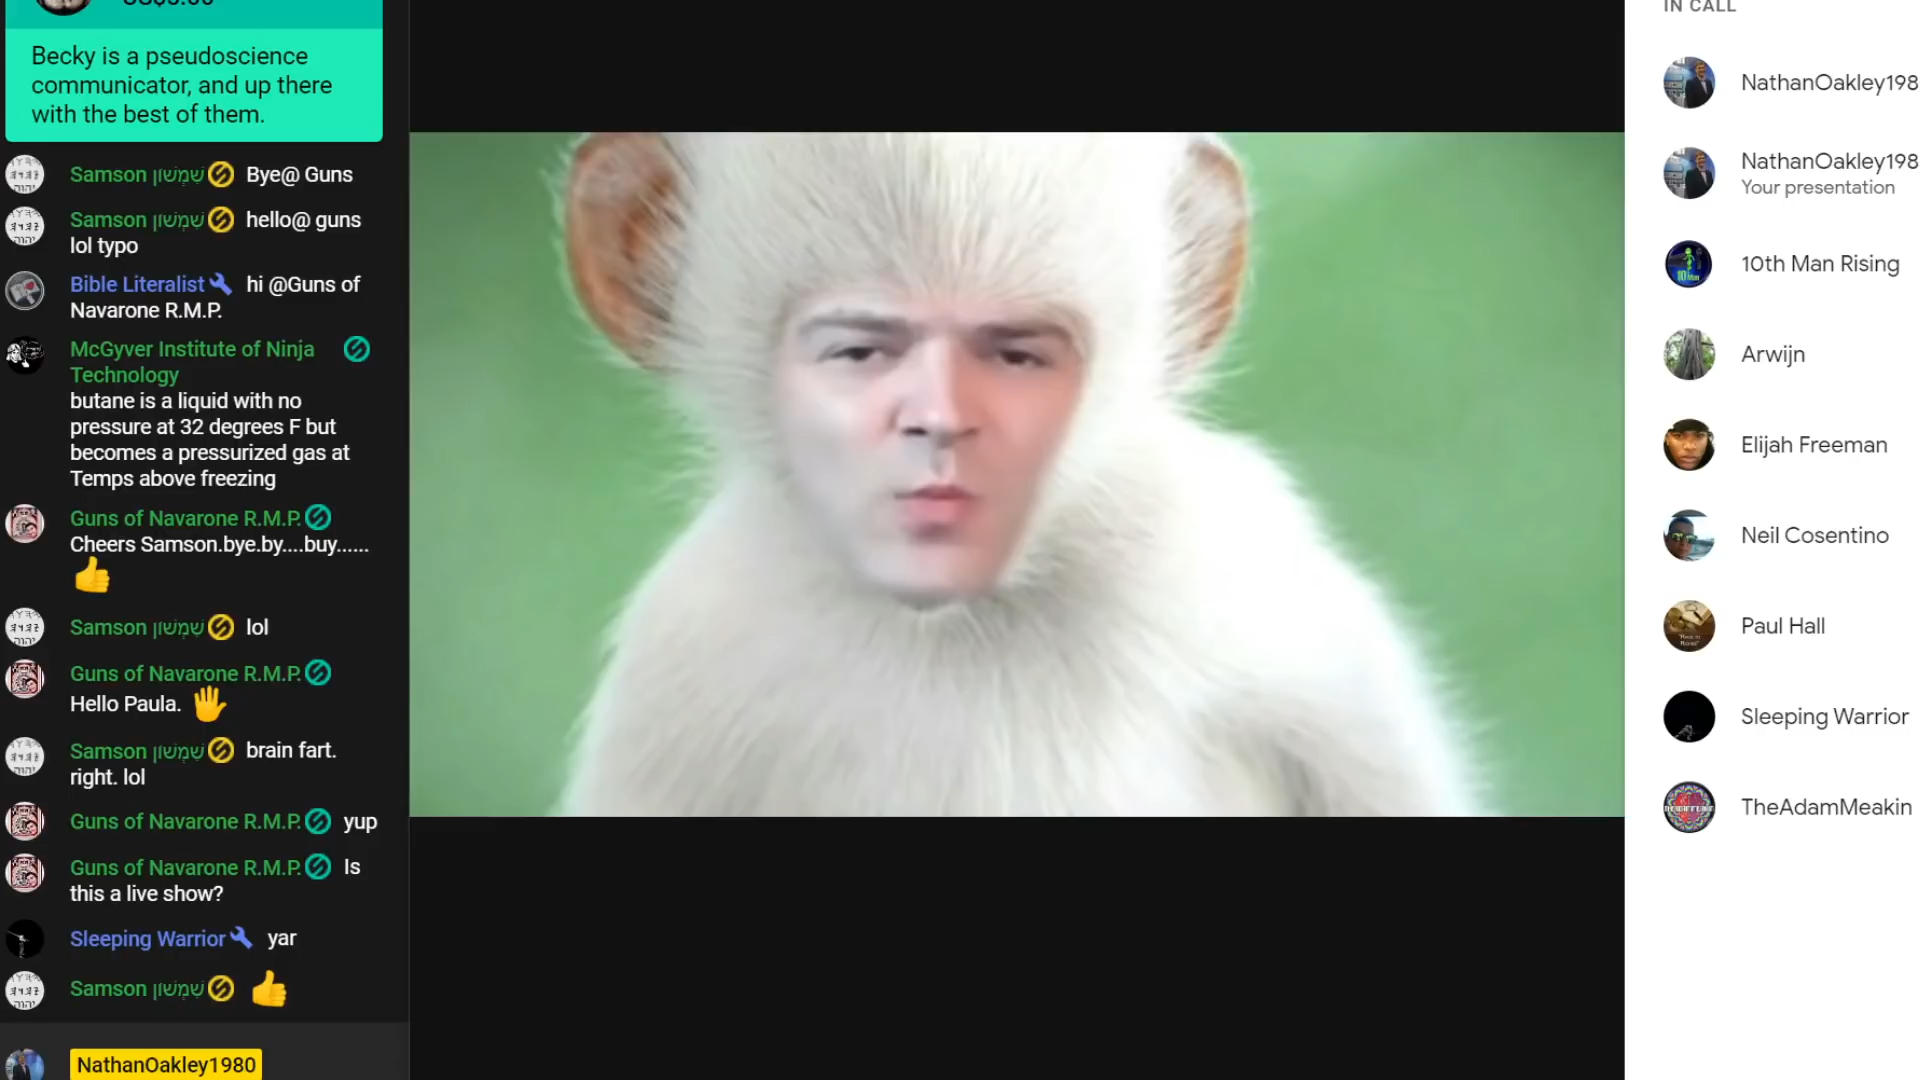 Becky is a pseudoscience
communicator, and up there
with the best of them.
Samson שִׁמְשׁוֹן Bye@ Guns
Samson שִׁמְשׁוֹן hello@ guns
lol typo
Bible Literalist hi @Guns of
Navarone R.M.P.
McGyver Institute of Ninja
Technology
butane is a liquid with no
pressure at 32 degrees F but
becomes a pressurized gas at
Temps above freezing
Guns of Navarone R.M.P.
Cheers Samson.bye.by....buy......
Samson שִׁמְשׁוֹן lol
Guns of Navarone R.M.P.
Hello Paula.
Samson שִׁמְשׁוֹן brain fart.
right. lol
Guns of Navarone R.M.P. yup
Guns of Navarone R.M.P. Is
this a live show?
Sleeping Warrior yar
Samson שִׁמְשׁוֹן
NathanOakley1980
IN CALL
NathanOakley198
NathanOakley198
Your presentation
10th Man Rising
Arwijn
Elijah Freeman
Neil Cosentino
Paul Hall
Sleeping Warrior
TheAdamMeakin